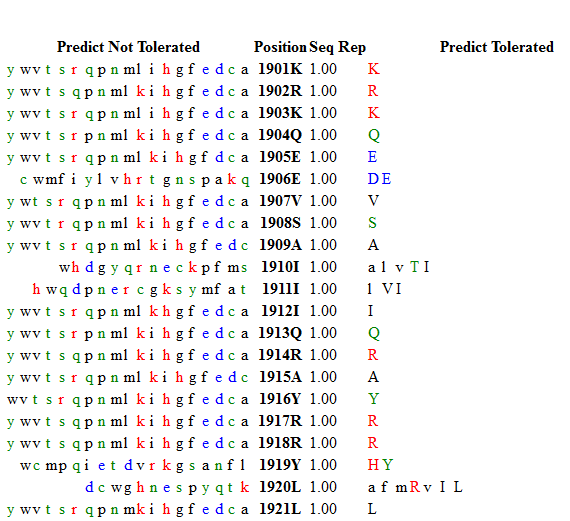 Predict Not Tolerated Position Seq Rep Predict Tolerated
y w v t s r q p n m l i h g f e d c a 1901K 1.00 K
y w v t s q p n m l k i h g f e d c a 1902R 1.00 R
y w v t s r q p n m l i h g f e d c a 1903K 1.00 K
y w v t s r p n m l k i h g f e d c a 1904Q 1.00 Q
y w v t s r q p n m l k i h g f d c a 1905E 1.00 E
c w m f i y l v h r t g n s p a k q 1906E 1.00 D E
y w t s r q p n m l k i h g f e d c a 1907V 1.00 V
y w v t r q p n m l k i h g f e d c a 1908S 1.00 S
y w v t s r q p n m l k i h g f e d c 1909A 1.00 A
w h d g y q r n e c k p f m s 1910I 1.00 a l v T I
h w q d p n e r c g k s y m f a t 1911I 1.00 l V I
y w v t s r q p n m l k h g f e d c a 1912I 1.00 I
y w v t s r p n m l k i h g f e d c a 1913Q 1.00 Q
y w v t s q p n m l k i h g f e d c a 1914R 1.00 R
y w v t s r q p n m l k i h g f e d c 1915A 1.00 A
w v t s r q p n m l k i h g f e d c a 1916Y 1.00 Y
y w v t s q p n m l k i h g f e d c a 1917R 1.00 R
y w v t s q p n m l k i h g f e d c a 1918R 1.00 R
w c m p q i e t d v r k g s a n f l 1919Y 1.00 H Y
d c w g h n e s p y q t k 1920L 1.00 a f m R v I L
y w v t s r q p n m k i h g f e d c a 1921L 1.00 L